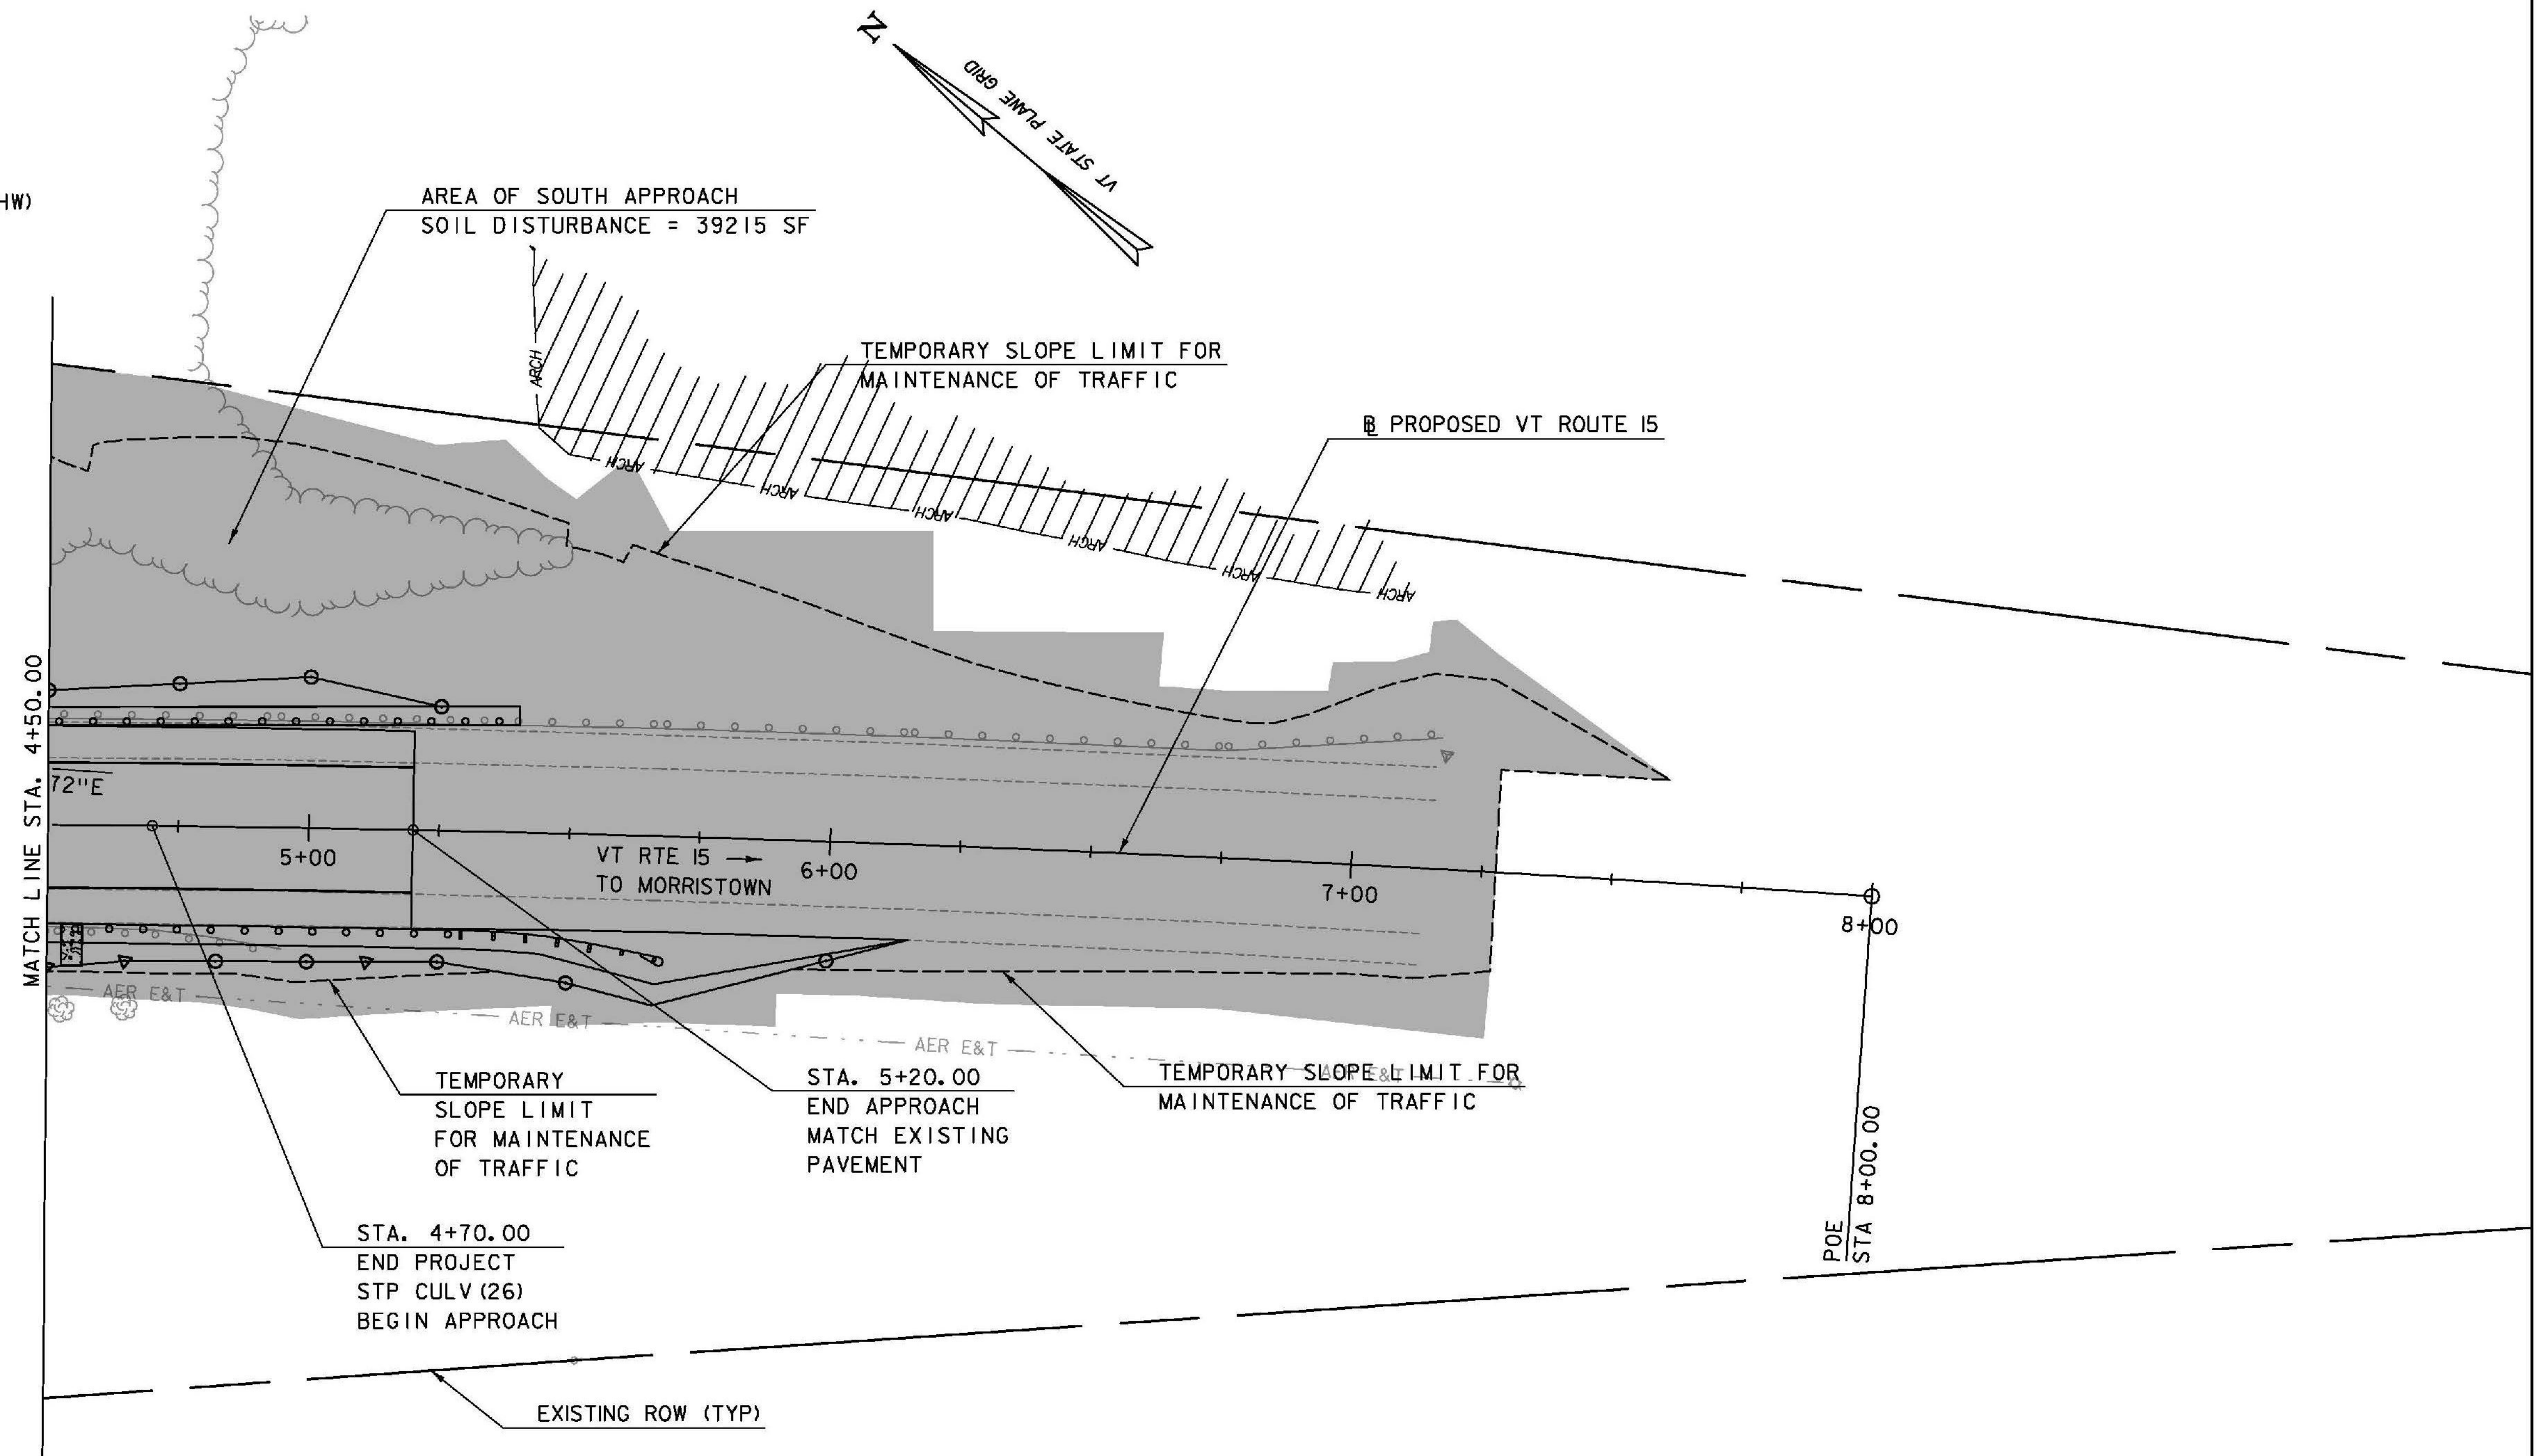 N
VT STATE PLANE GRID
HW)
AREA OF SOUTH APPROACH
SOIL DISTURBANCE = 39215 SF
ARCH
TEMPORARY SLOPE LIMIT FOR
MAINTENANCE OF TRAFFIC
BL PROPOSED VT ROUTE 15
ARCH
ARCH
ARCH
ARCH
ARCH
ARCH
MATCH LINE STA. 4+50.00
72"E
5+00
VT RTE 15
TO MORRISTOWN
6+00
7+00
8+00
AER E&T
AER E&T
AER E&T
AER E&T
TEMPORARY
SLOPE LIMIT
FOR MAINTENANCE
OF TRAFFIC
STA. 5+20.00
END APPROACH
MATCH EXISTING
PAVEMENT
TEMPORARY SLOPE LIMIT FOR
MAINTENANCE OF TRAFFIC
STA. 4+70.00
END PROJECT
STP CULV(26)
BEGIN APPROACH
POE
STA 8+00.00
EXISTING ROW (TYP)